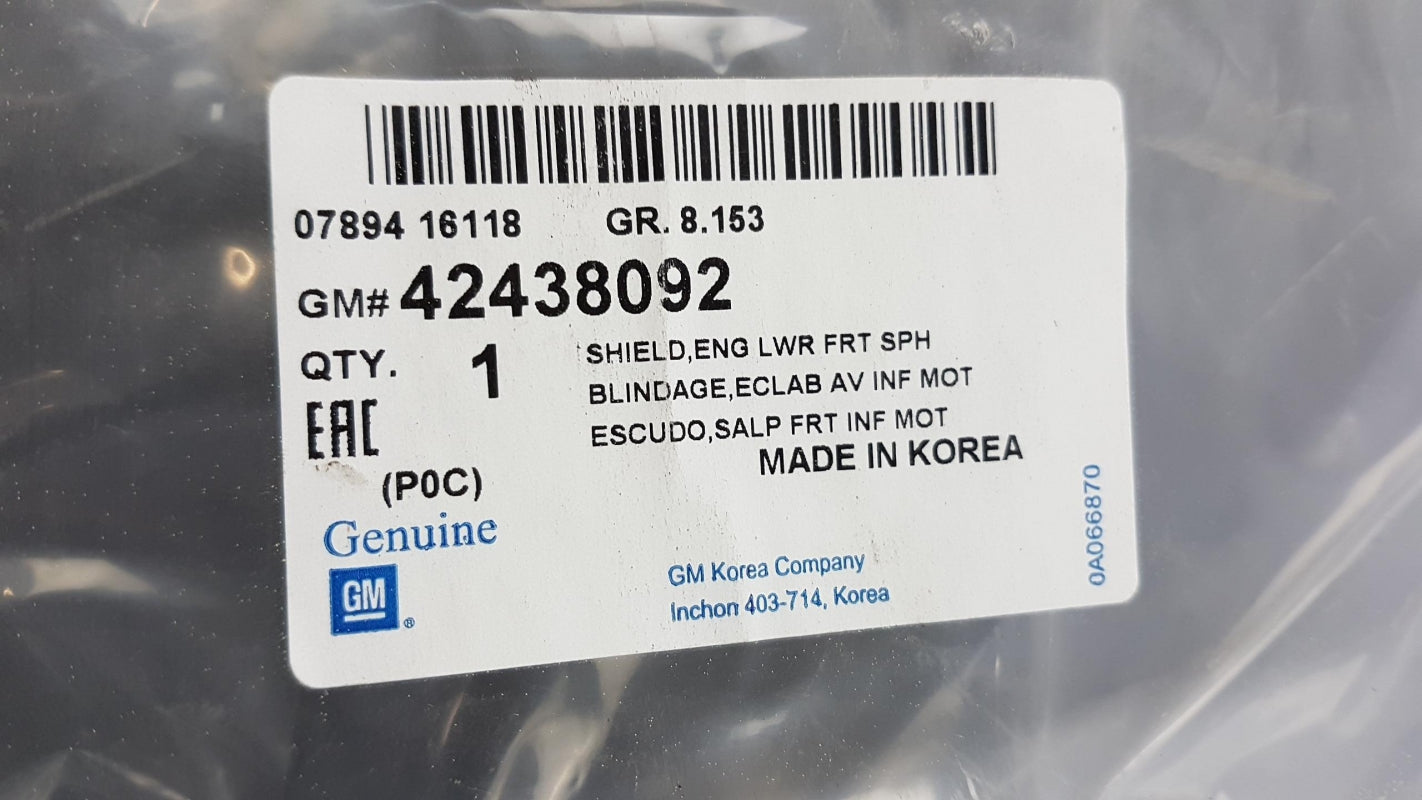 07894 16118 GR. 8.153
GM# 42438092
QTY. 1
SHIELD,ENG LWR FRT SPH
BLINDAGE,ECLAB AV INF MOT
ESCUDO,SALP FRT INF MOT
EAC
MADE IN KOREA
(P0C)
Genuine
GM ®
GM Korea Company
Inchon 403-714, Korea
0A066870